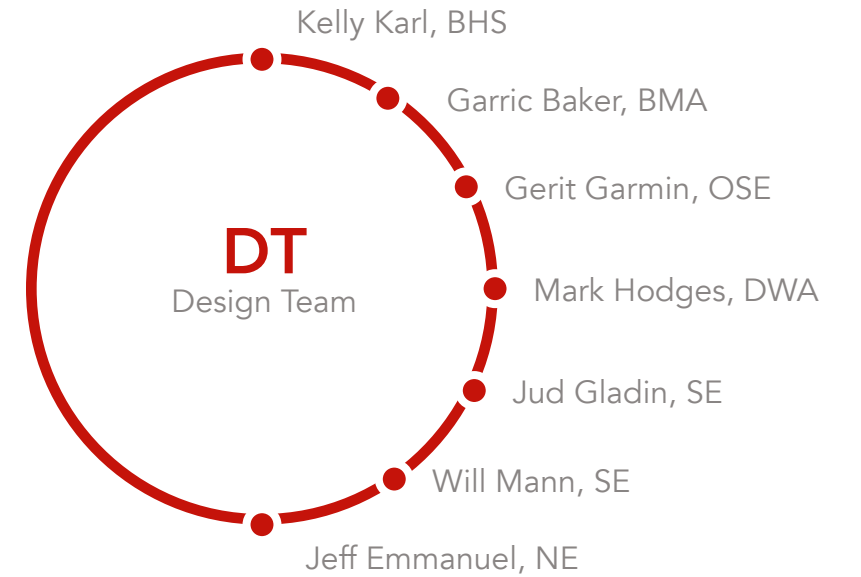 Kelly Karl, BHS
Garric Baker, BMA
Gerit Garmin, OSE
DT
Design Team
Mark Hodges, DWA
Jud Gladin, SE
Will Mann, SE
Jeff Emmanuel, NE